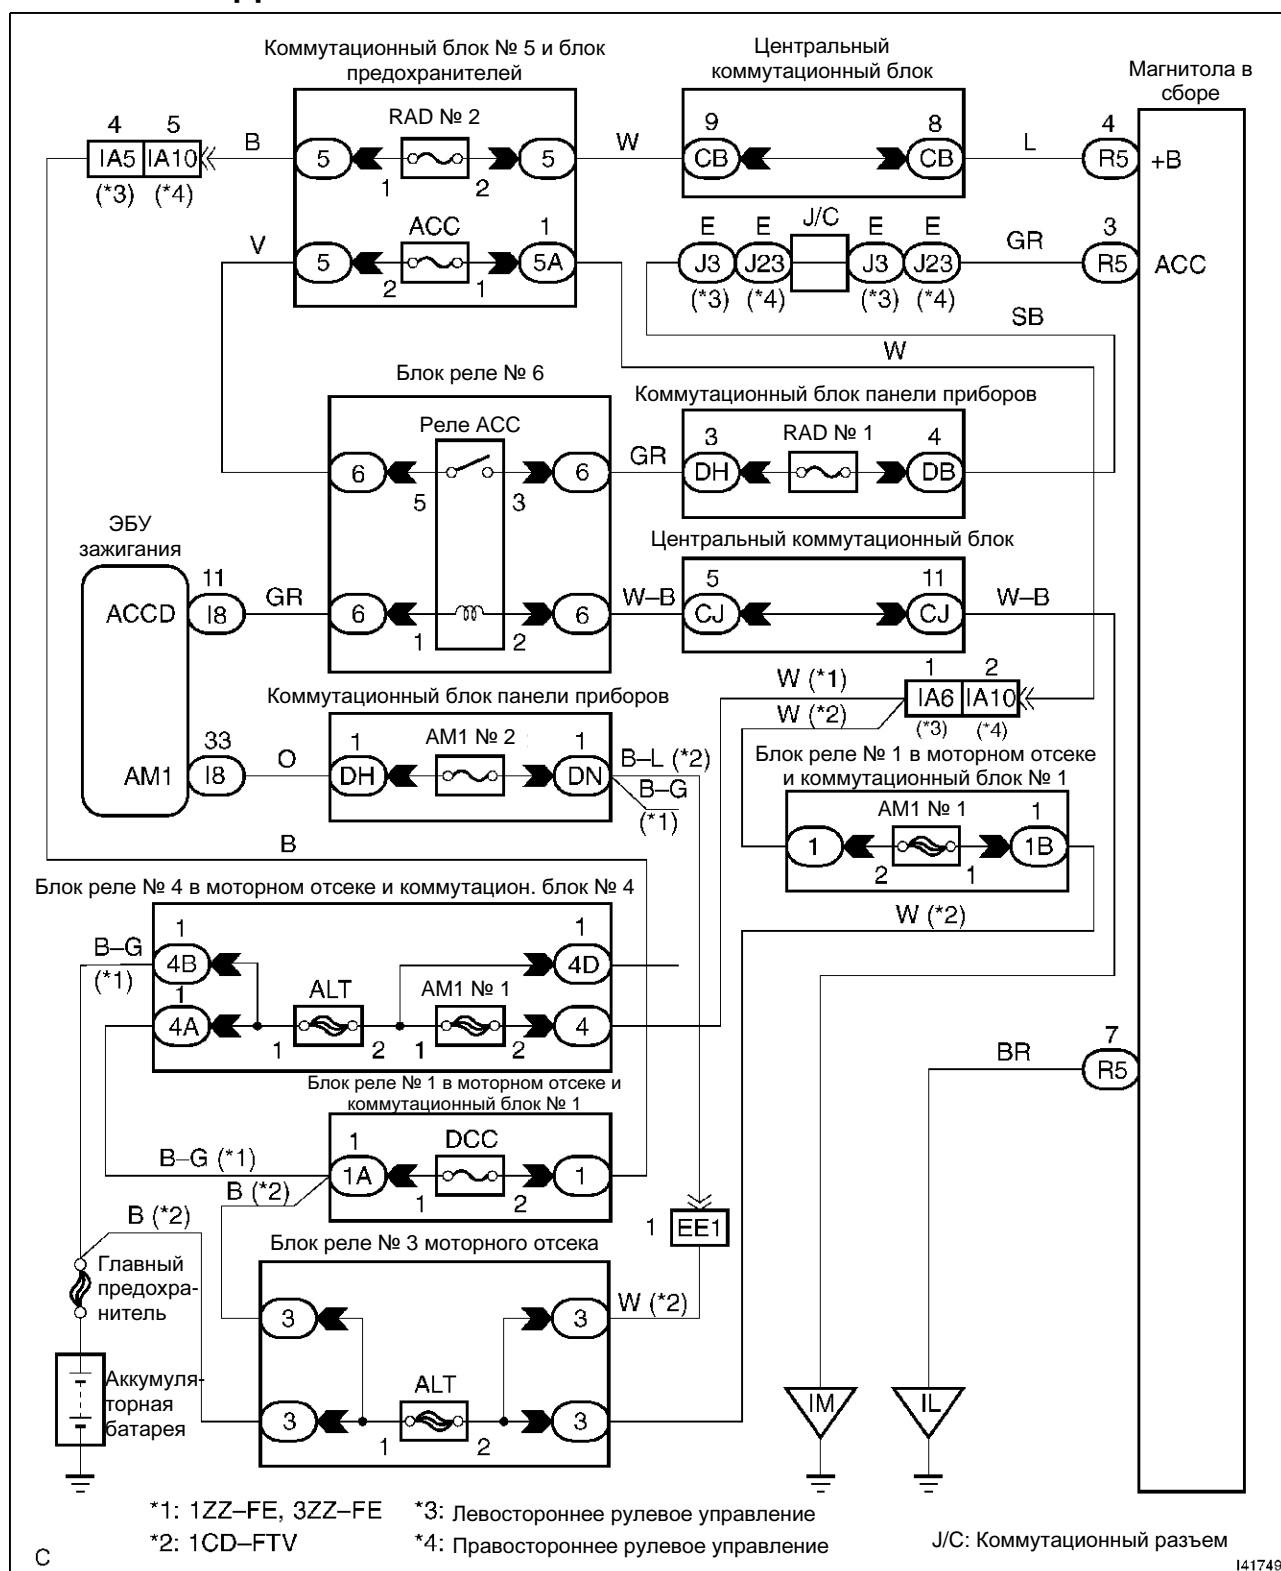 Коммутационный блок № 5 и блок
предохранителей
Центральный
коммутационный блок
Магнитола в
сборе
RAD № 2
4 5
IA5 IA10
(*3) (*4)
B
5
1 2
5
W
9
CB
8
CB
L
4
R5
+B
V
ACC
5
2 1
1
5A
J/C
E E E E
J3 J23 J3 J23
(*3) (*4) (*3) (*4)
GR
3
R5
ACC
SB
W
Блок реле № 6
Реле ACC
6
5 3
6
GR
Коммутационный блок панели приборов
3
DH
RAD № 1
4
DB
ЭБУ
зажигания
ACCD
11
I8
GR
6
1 2
6
W–B
Центральный коммутационный блок
5
CJ
11
CJ
W–B
Коммутационный блок панели приборов
AM1
33
I8
O
1
DH
AM1 № 2
1
DN
B–L (*2)
B–G
(*1)
W (*1)
W (*2)
1 2
IA6 IA10
(*3) (*4)
Блок реле № 1 в моторном отсеке
и коммутационный блок № 1
AM1 № 1
1
2 1
1
1B
B
W (*2)
Блок реле № 4 в моторном отсеке и коммутацион. блок № 4
B–G
(*1)
1
4B
1
4A
ALT
1 2
AM1 № 1
1 2
1
4D
4
Блок реле № 1 в моторном отсеке и
коммутационный блок № 1
B–G (*1)
B (*2)
1
1A
DCC
1 2
1
B (*2)
1 EE1
Блок реле № 3 моторного отсека
Главный
предохра-
нитель
3
3
W (*2)
Аккумуля-
торная
батарея
3
ALT
1 2
3
BR
7
R5
IM
IL
*1: 1ZZ–FE, 3ZZ–FE
*2: 1CD–FTV
*3: Левостороннее рулевое управление
*4: Правостороннее рулевое управление
J/C: Коммутационный разъем
C
I41749